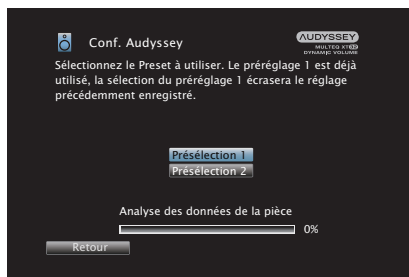 Conf. Audyssey
AUDYSSEY
MULTEQ XT32
DYNAMIC VOLUME
Sélectionnez le Preset à utiliser. Le préréglage 1 est déjà
utilisé, la sélection du préréglage 1 écrasera le réglage
précédemment enregistré.
Présélection 1
Présélection 2
Analyse des données de la pièce
0%
Retour